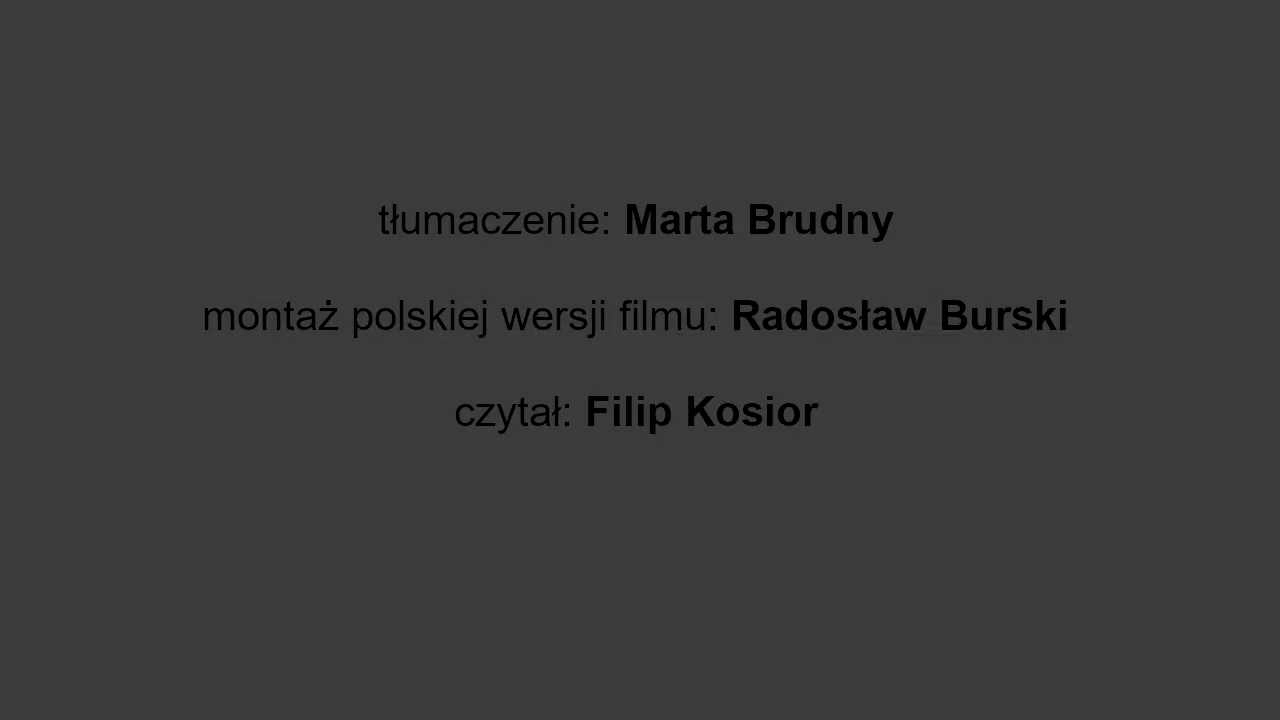 tłumaczenie: Marta Brudny
montaż polskiej wersji filmu: Radosław Burski
czytał: Filip Kosior